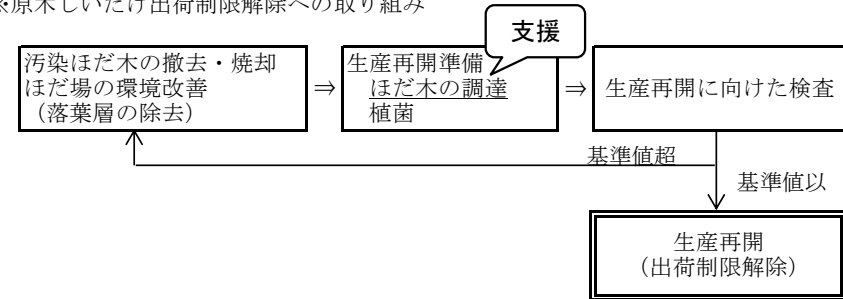 ※原木しいたけ出荷制限解除への取り組み
支援
汚染ほだ木の撤去・焼却
ほだ場の環境改善
（落葉層の除去）
⇒
生産再開準備
ほだ木の調達
植菌
⇒
生産再開に向けた検査
基準値超
基準値以
生産再開
（出荷制限解除）